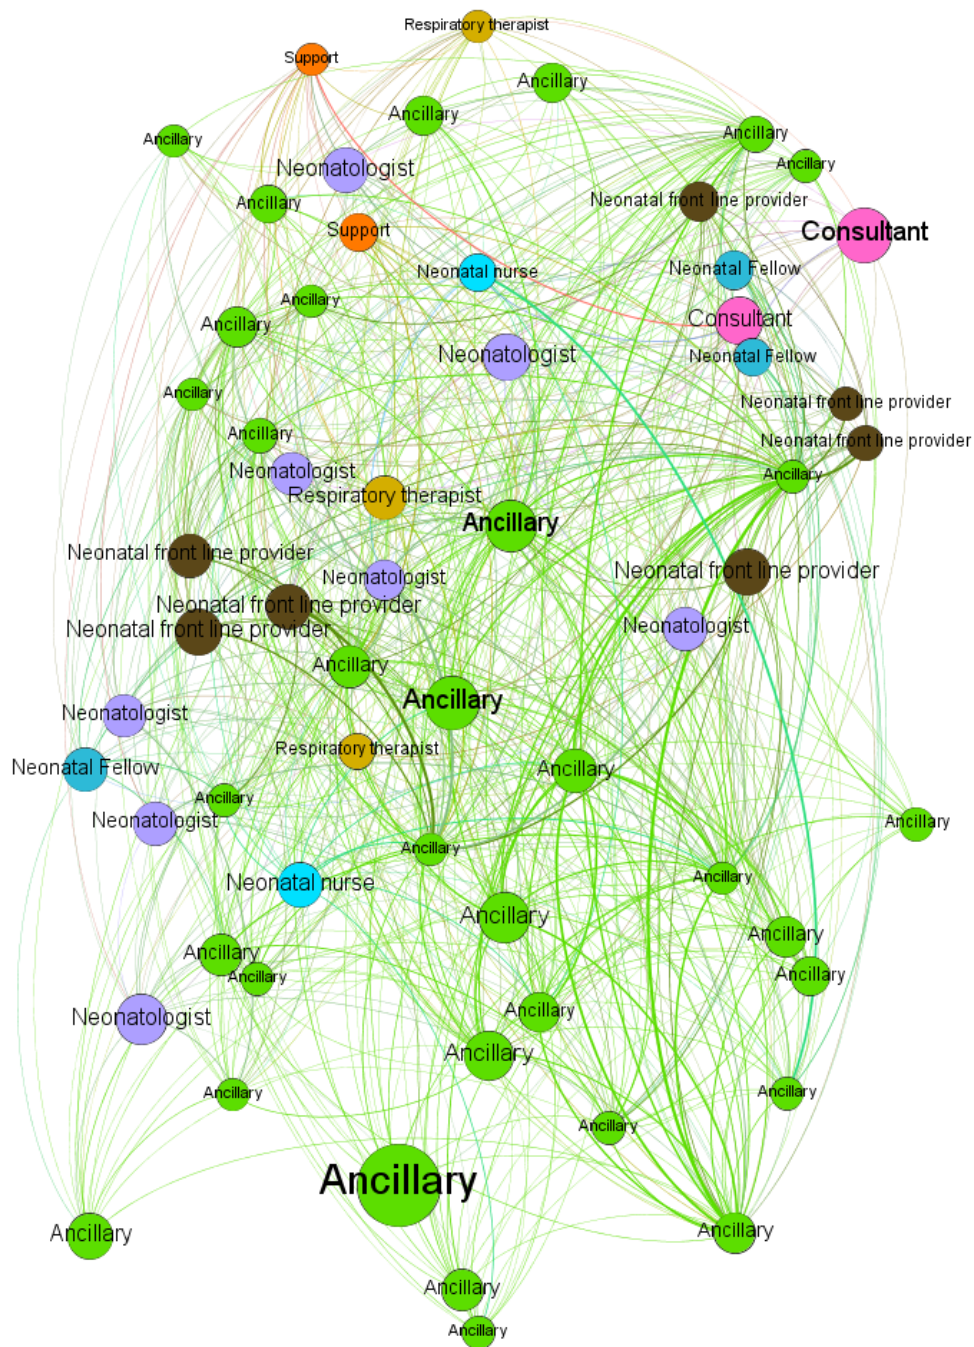 Respiratory therapist
Support
Ancillary
Ancillary
Ancillary
Ancillary
Ancillary
Neonatologist
Neonatal front line provider
Ancillary
Support
Consultant
Neonatal nurse
Neonatal Fellow
Ancillary
Consultant
Ancillary
Neonatologist
Neonatal Fellow
Ancillary
Neonatal front line provider
Ancillary
Neonatal front line provider
Neonatologist
Ancillary
Respiratory therapist
Ancillary
Neonatal front line provider
Neonatal front line provider
Neonatologist
Neonatal front line provider
Neonatal front line provider
Neonatologist
Ancillary
Ancillary
Neonatologist
Respiratory therapist
Neonatal Fellow
Ancillary
Ancillary
Neonatologist
Ancillary
Ancillary
Ancillary
Neonatal nurse
Ancillary
Ancillary
Ancillary
Ancillary
Ancillary
Ancillary
Neonatologist
Ancillary
Ancillary
Ancillary
Ancillary
Ancillary
Ancillary
Ancillary
Ancillary
Ancillary
Ancillary